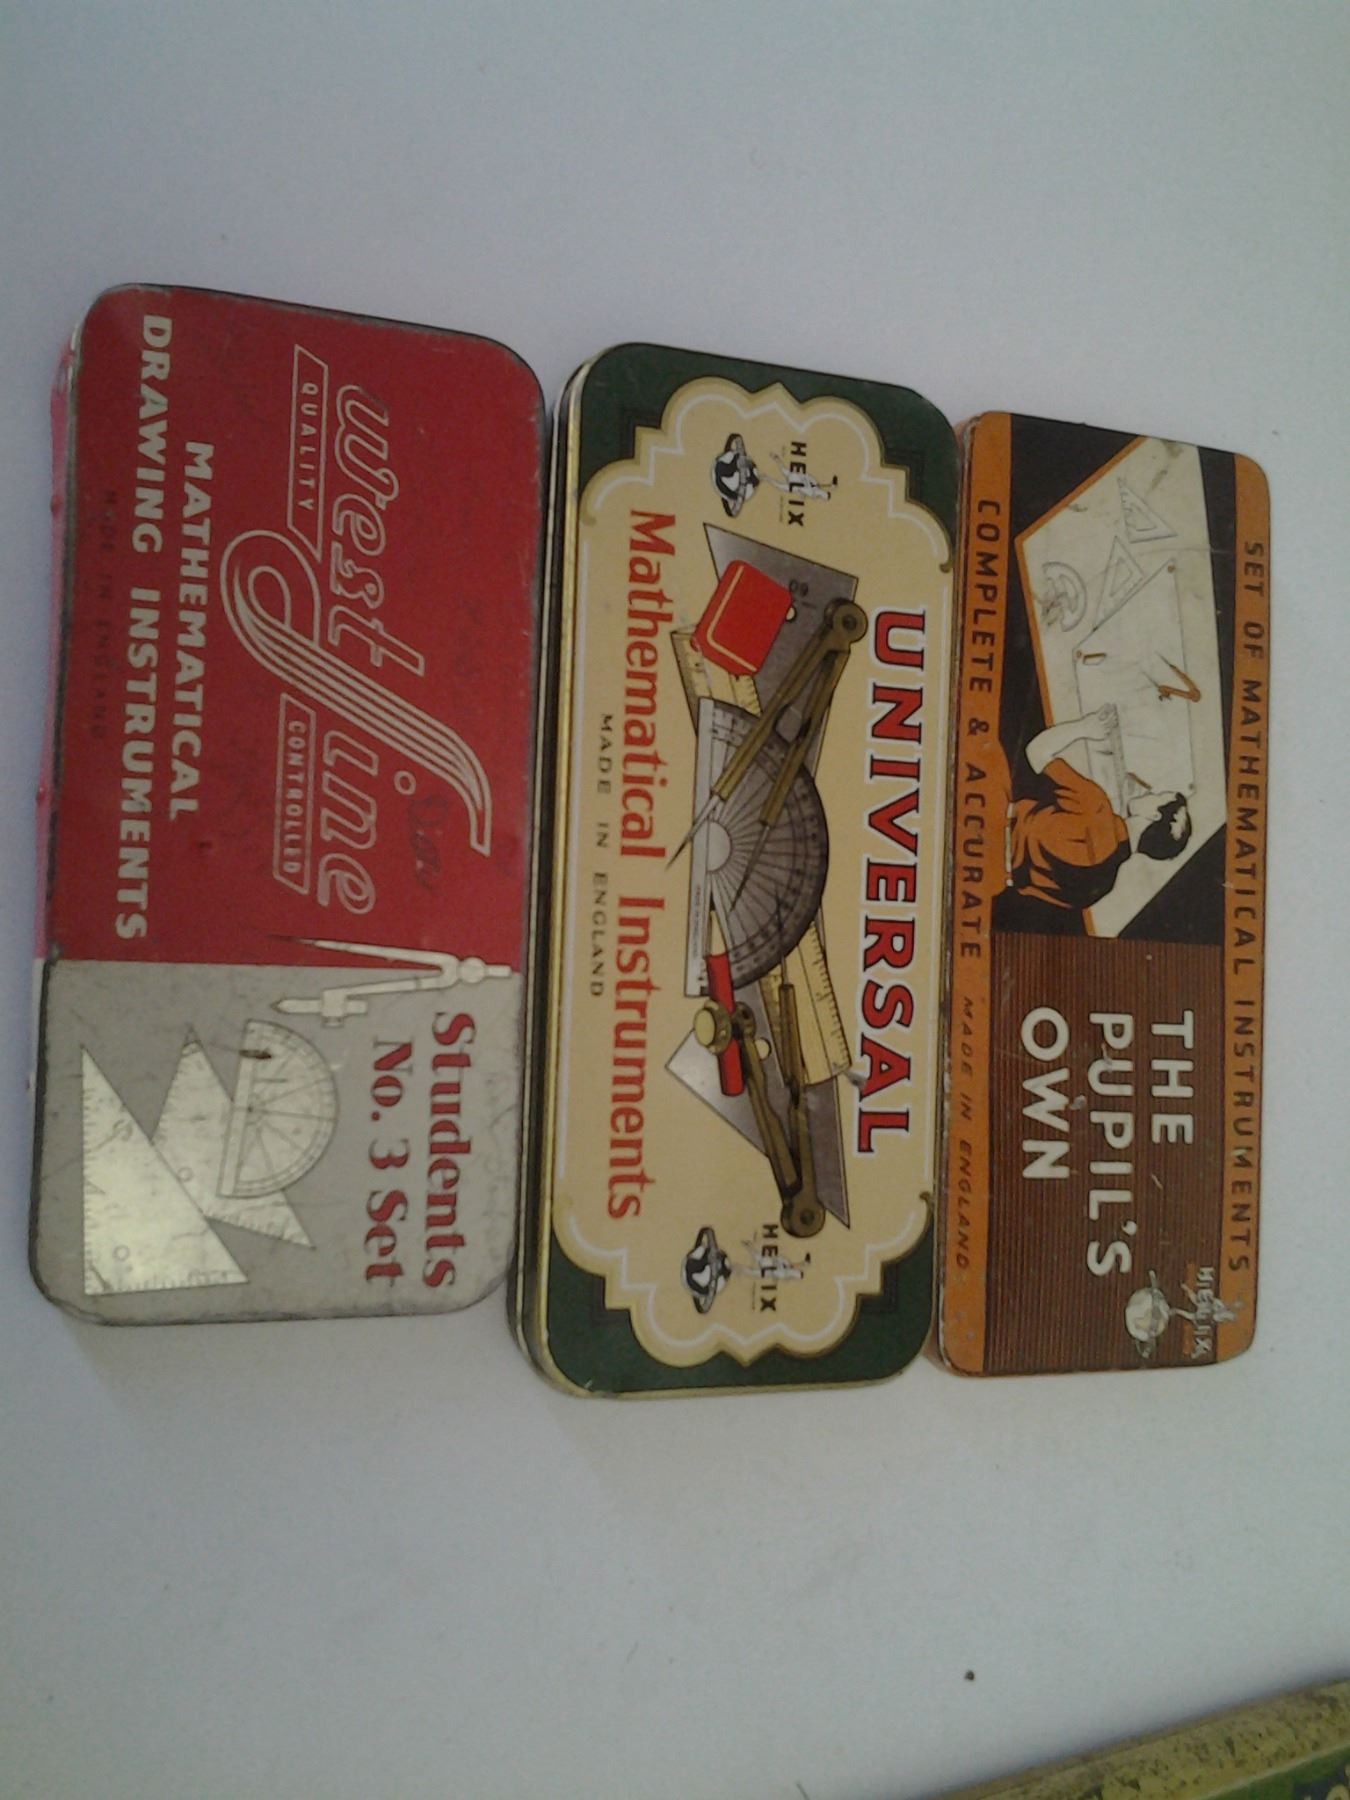 SET OF MATHEMATICAL INSTRUMENTS
THE
PUPIL'S
OWN
HELIX
COMPLETE & ACCURATE MADE IN ENGLAND
UNIVERSAL
HELIX
HELIX
60
Mathematical Instruments
MADE IN ENGLAND
West Line
QUALITY
CONTROLLED
MATHEMATICAL
DRAWING INSTRUMENTS
MADE IN ENGLAND
Students
No. 3 Set